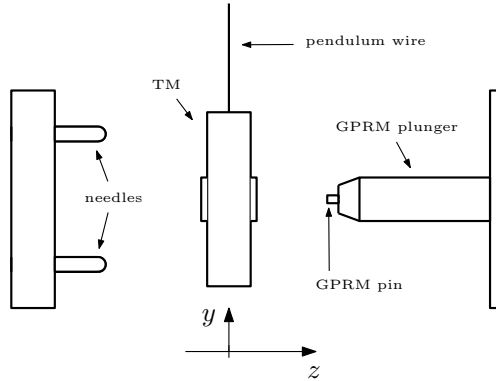 pendulum wire
TM
GPRM plunger
needles
GPRM pin
y
z